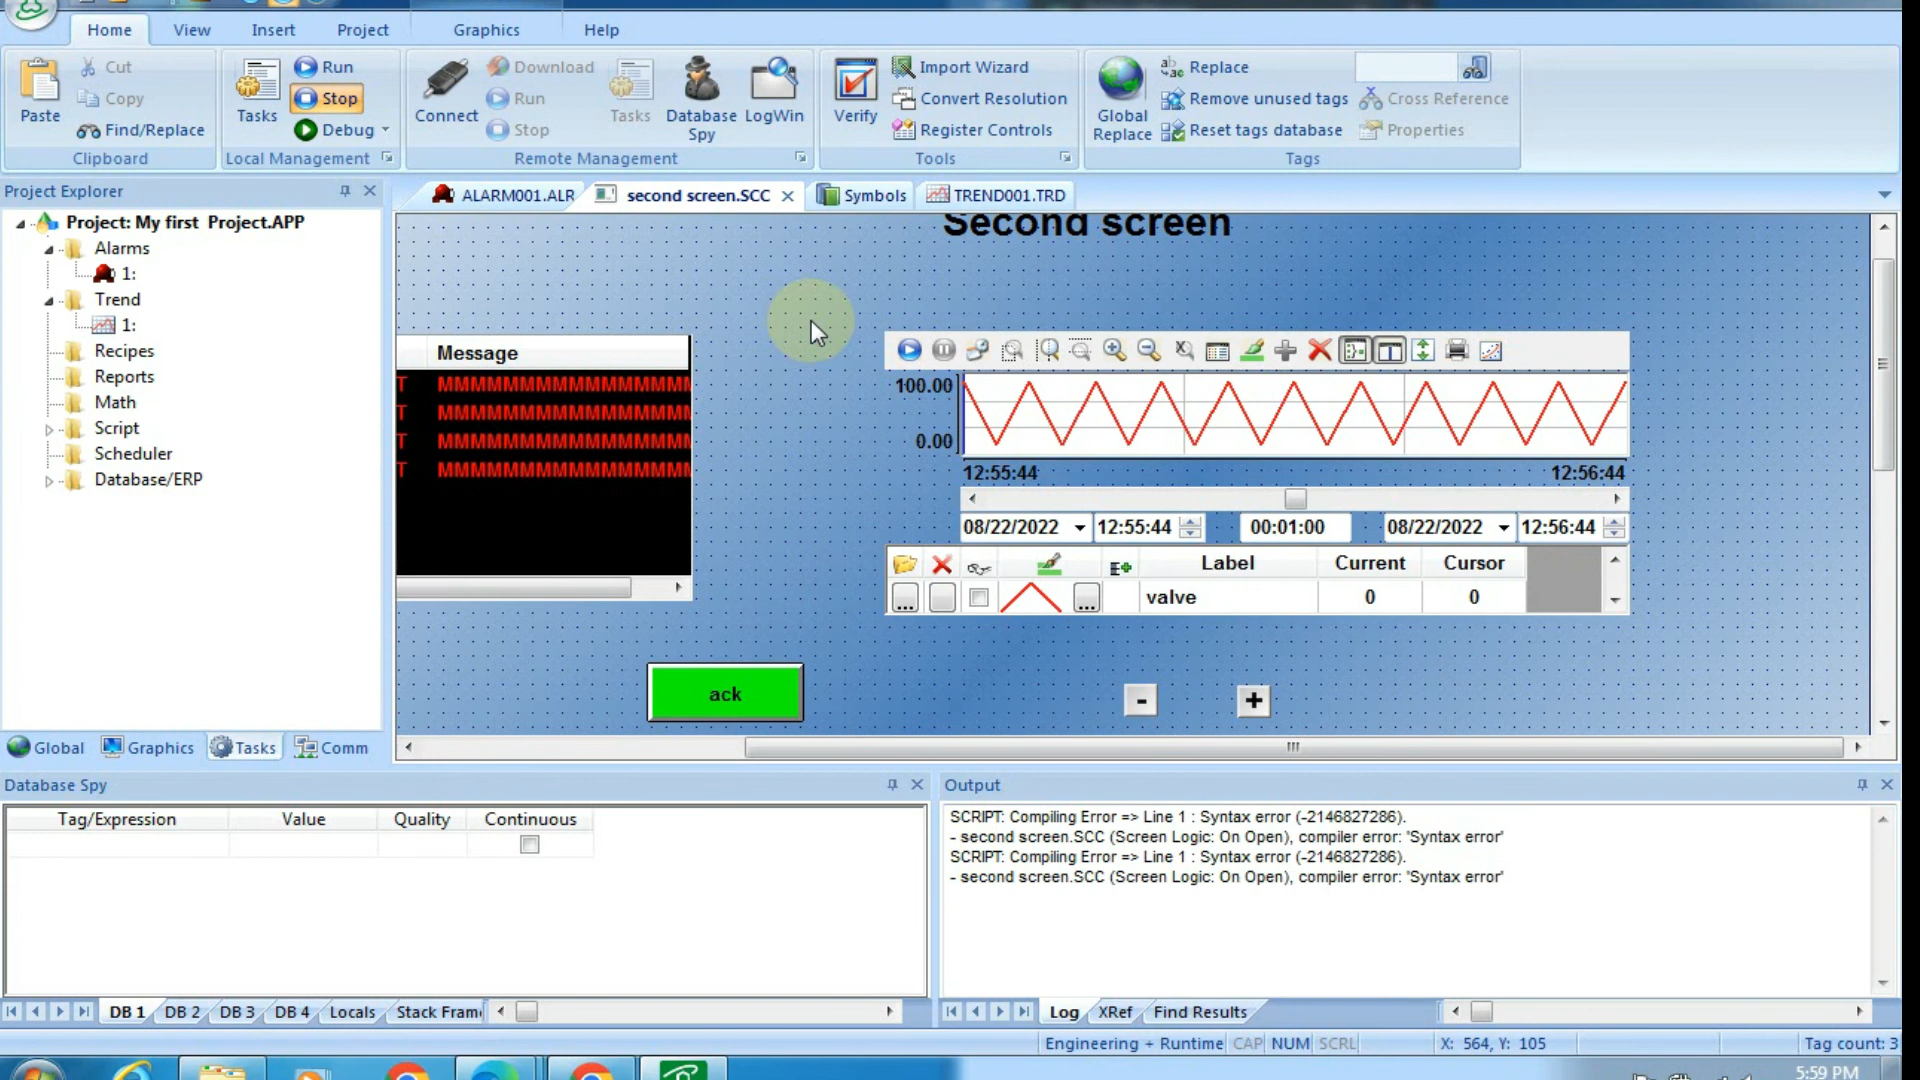 Home View Insert Project Graphics Help
Paste Cut Copy Find/Replace
Clipboard
Tasks Run Stop Debug
Local Management
Connect Download Run Stop Tasks Database Spy LogWin
Remote Management
Verify Import Wizard Convert Resolution Register Controls
Tools
Global Replace Replace Remove unused tags Reset tags database Cross Reference Properties
Tags
Project Explorer
Project: My first Project.APP
Alarms
1:
Trend
1:
Recipes
Reports
Math
Script
Scheduler
Database/ERP
Global Graphics Tasks Comm
ALARM001.ALR second screen.SCC Symbols TREND001.TRD
Second screen
Message
T MMMMMMMMMMMMMMMM
T MMMMMMMMMMMMMMMM
T MMMMMMMMMMMMMMMM
T MMMMMMMMMMMMMMMM
ack
100.00
0.00
12:55:44 12:56:44
08/22/2022 12:55:44 00:01:00 08/22/2022 12:56:44
Label Current Cursor
... ... valve 0 0
- +
Database Spy
Tag/Expression Value Quality Continuous
DB 1 DB 2 DB 3 DB 4 Locals Stack Fram
Output
SCRIPT: Compiling Error => Line 1 : Syntax error (-2146827286).
- second screen.SCC (Screen Logic: On Open), compiler error: 'Syntax error'
SCRIPT: Compiling Error => Line 1 : Syntax error (-2146827286).
- second screen.SCC (Screen Logic: On Open), compiler error: 'Syntax error'
Log XRef Find Results
Engineering + Runtime CAP NUM SCRL X: 564, Y: 105 Tag count: 3
5:59 PM